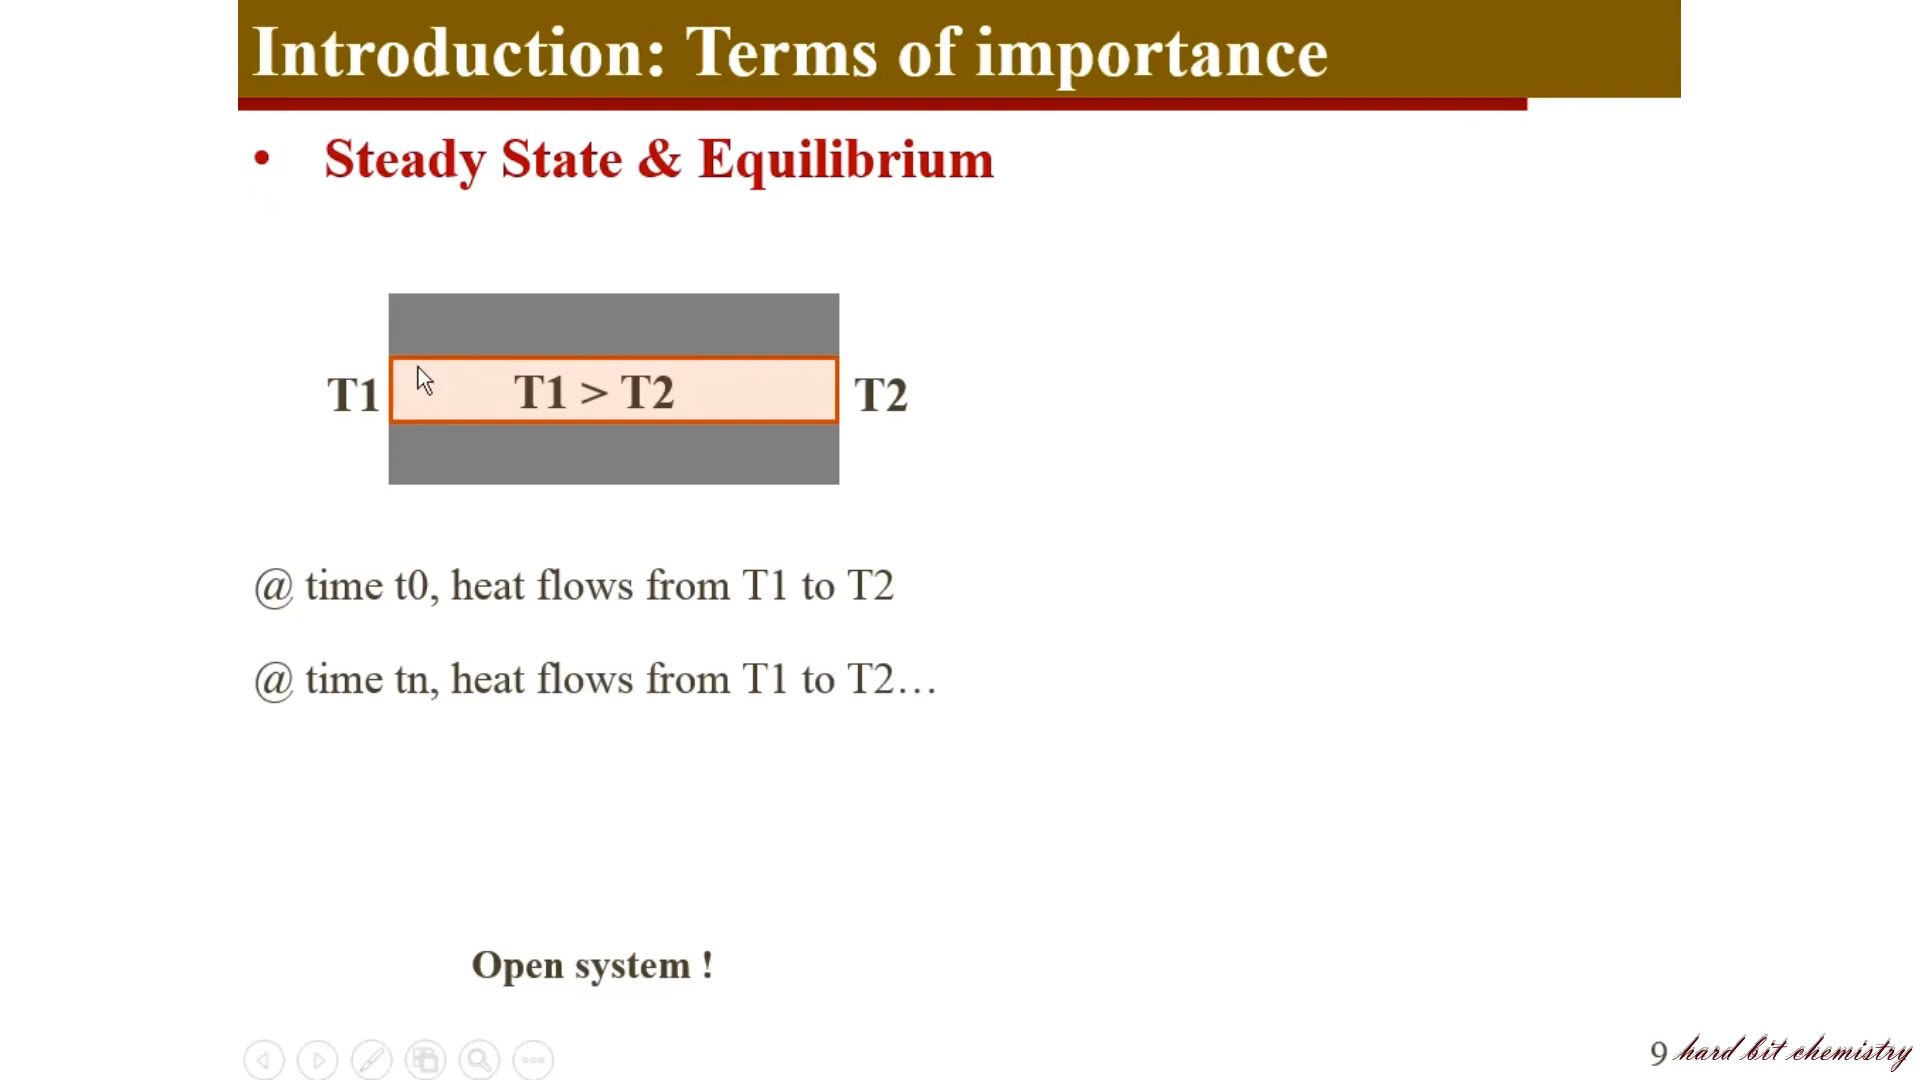 Introduction: Terms of importance
• Steady State & Equilibrium
T1 T1 > T2 T2
@ time t0, heat flows from T1 to T2
@ time tn, heat flows from T1 to T2…
Open system !
9 hard bit chemistry